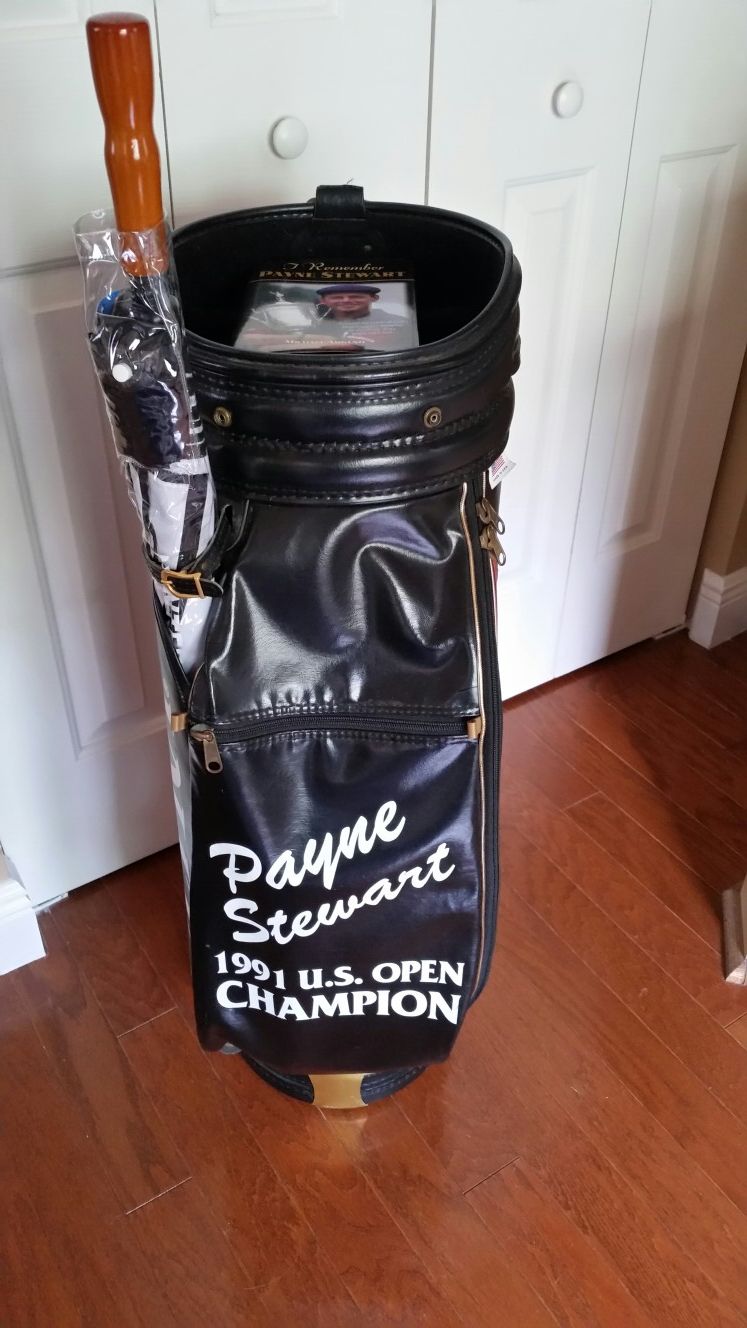 I Remember
PAYNE STEWART
Payne
Stewart
1991 U.S. OPEN
CHAMPION